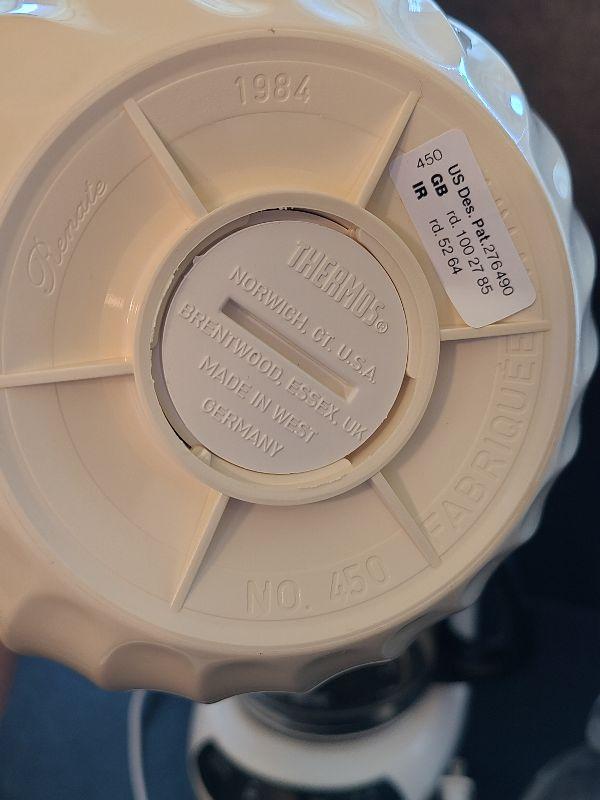 1984
Renate
450
US Des. Pat. 276490
GB rd. 100 27 85
IR rd. 52 64
THERMOS®
NORWICH, CT. U.S.A.
BRENTWOOD, ESSEX, UK
MADE IN WEST
GERMANY
FABRIQUÉE
NO. 450